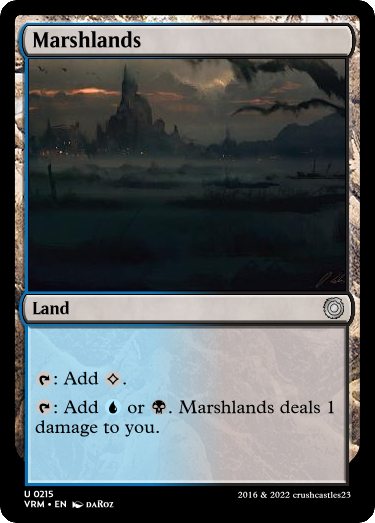 Marshlands
Land
: Add .
: Add or . Marshlands deals 1
damage to you.
U 0215
VRM • EN DAROZ
2016 & 2022 crushcastles23